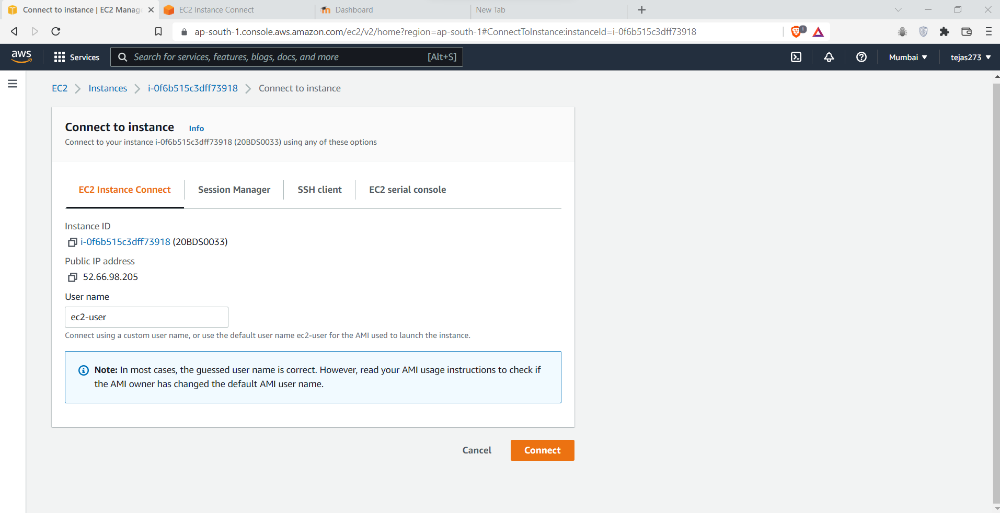 Connect to instance | EC2 Manage
EC2 Instance Connect
Dashboard
New Tab
ap-south-1.console.aws.amazon.com/ec2/v2/home?region=ap-south-1#ConnectToInstance:instanceId=i-0f6b515c3dff73918
1
aws
Services
Search for services, features, blogs, docs, and more
[Alt+S]
Mumbai
tejas273
EC2
Instances
i-0f6b515c3dff73918
Connect to instance
Connect to instance
Info
Connect to your instance i-0f6b515c3dff73918 (20BDS0033) using any of these options
EC2 Instance Connect
Session Manager
SSH client
EC2 serial console
Instance ID
i-0f6b515c3dff73918 (20BDS0033)
Public IP address
52.66.98.205
User name
ec2-user
Connect using a custom user name, or use the default user name ec2-user for the AMI used to launch the instance.
Note: In most cases, the guessed user name is correct. However, read your AMI usage instructions to check if
the AMI owner has changed the default AMI user name.
Cancel
Connect